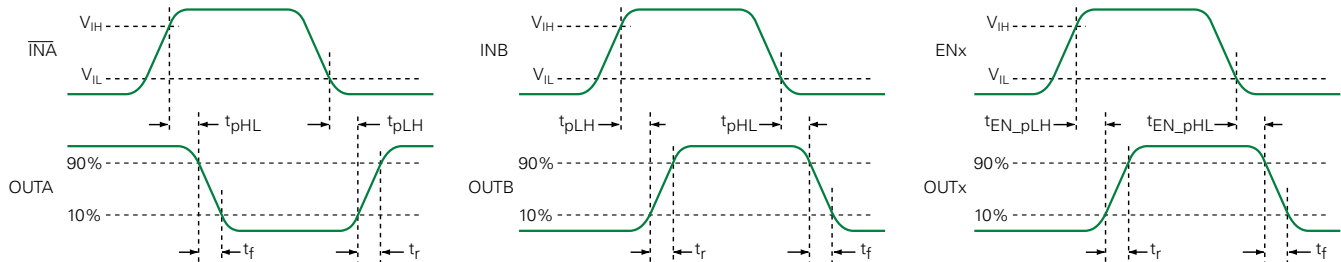 V_IH
I̅N̅A̅
V_IL
t_pHL
t_pLH
90%
OUTA
10%
t_f
t_r
V_IH
INB
V_IL
t_pLH
t_pHL
90%
OUTB
10%
t_r
t_f
V_IH
ENx
V_IL
t_EN_pLH
t_EN_pHL
90%
OUTx
10%
t_r
t_f